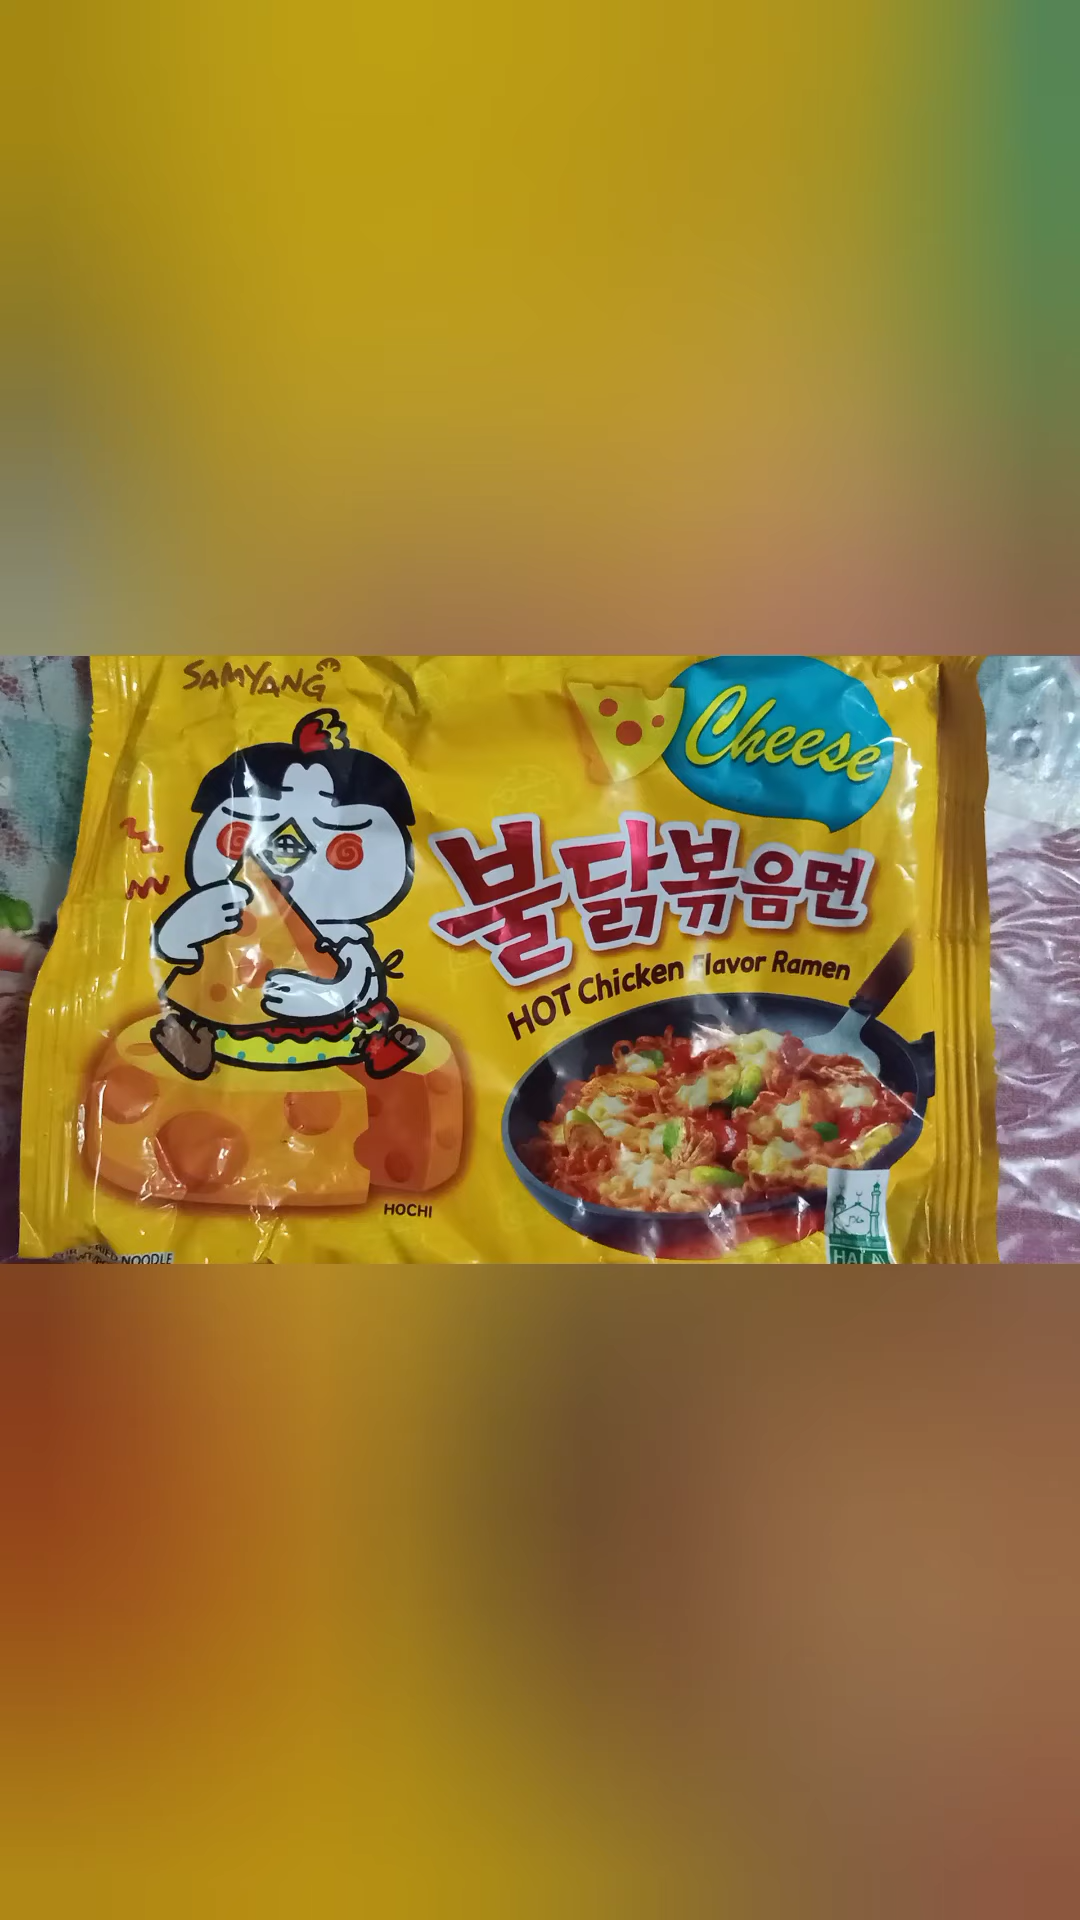 SAMYANG
Cheese
불닭볶음면
HOT Chicken Flavor Ramen
HOCHI
NOODLE
HALAL